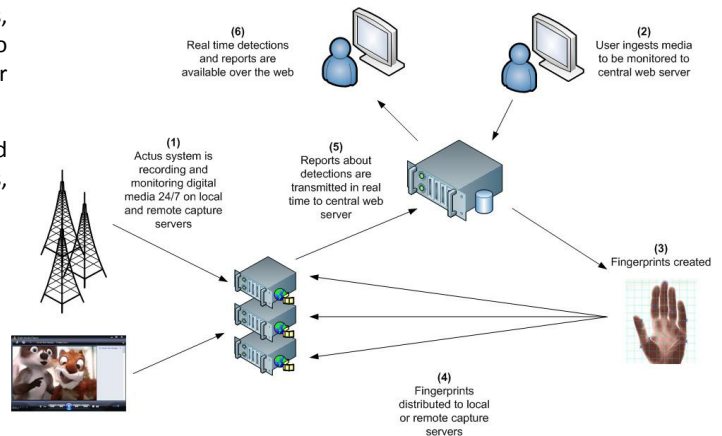 s,
o
r
d
s,
(6)
Real time detections
and reports are
available over the web
(2)
User ingests media
to be monitored to
central web server
(1)
Actus system is
recording and
monitoring digital
media 24/7 on local
and remote capture
servers
(5)
Reports about
detections are
transmitted in real
time to central web
server
(3)
Fingerprints created
(4)
Fingerprints
distributed to local
or remote capture
servers